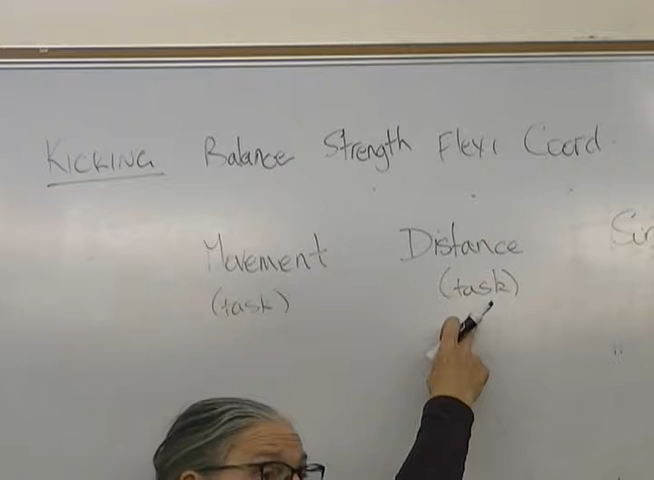 KICKING Balance Strength Flexi Coord
Movement Distance
(task) (task)